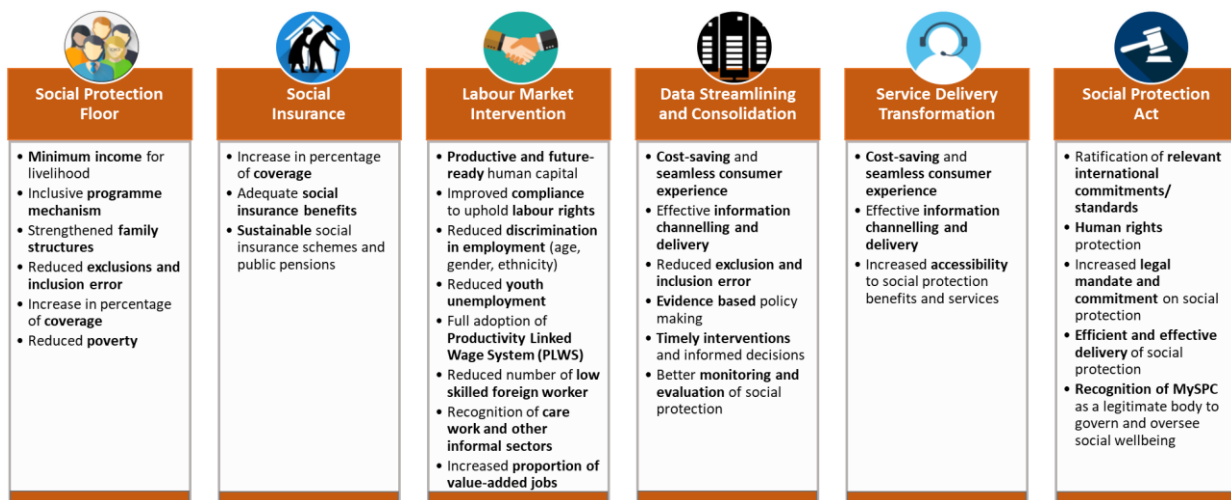 Social Protection
Floor
• Minimum income for
livelihood
• Inclusive programme
mechanism
• Strengthened family
structures
• Reduced exclusions and
inclusion error
• Increase in percentage
of coverage
• Reduced poverty
Social
Insurance
• Increase in percentage
of coverage
• Adequate social
insurance benefits
• Sustainable social
insurance schemes and
public pensions
Labour Market
Intervention
• Productive and future-
ready human capital
• Improved compliance
to uphold labour rights
• Reduced discrimination
in employment (age,
gender, ethnicity)
• Reduced youth
unemployment
• Full adoption of
Productivity Linked
Wage System (PLWS)
• Reduced number of low
skilled foreign worker
• Recognition of care
work and other
informal sectors
• Increased proportion of
value-added jobs
Data Streamlining
and Consolidation
• Cost-saving and
seamless consumer
experience
• Effective information
channelling and
delivery
• Reduced exclusion and
inclusion error
• Evidence based policy
making
• Timely interventions
and informed decisions
• Better monitoring and
evaluation of social
protection
Service Delivery
Transformation
• Cost-saving and
seamless consumer
experience
• Effective information
channelling and
delivery
• Increased accessibility
to social protection
benefits and services
Social Protection
Act
• Ratification of relevant
international
commitments/
standards
• Human rights
protection
• Increased legal
mandate and
commitment on social
protection
• Efficient and effective
delivery of social
protection
• Recognition of MySPC
as a legitimate body to
govern and oversee
social wellbeing